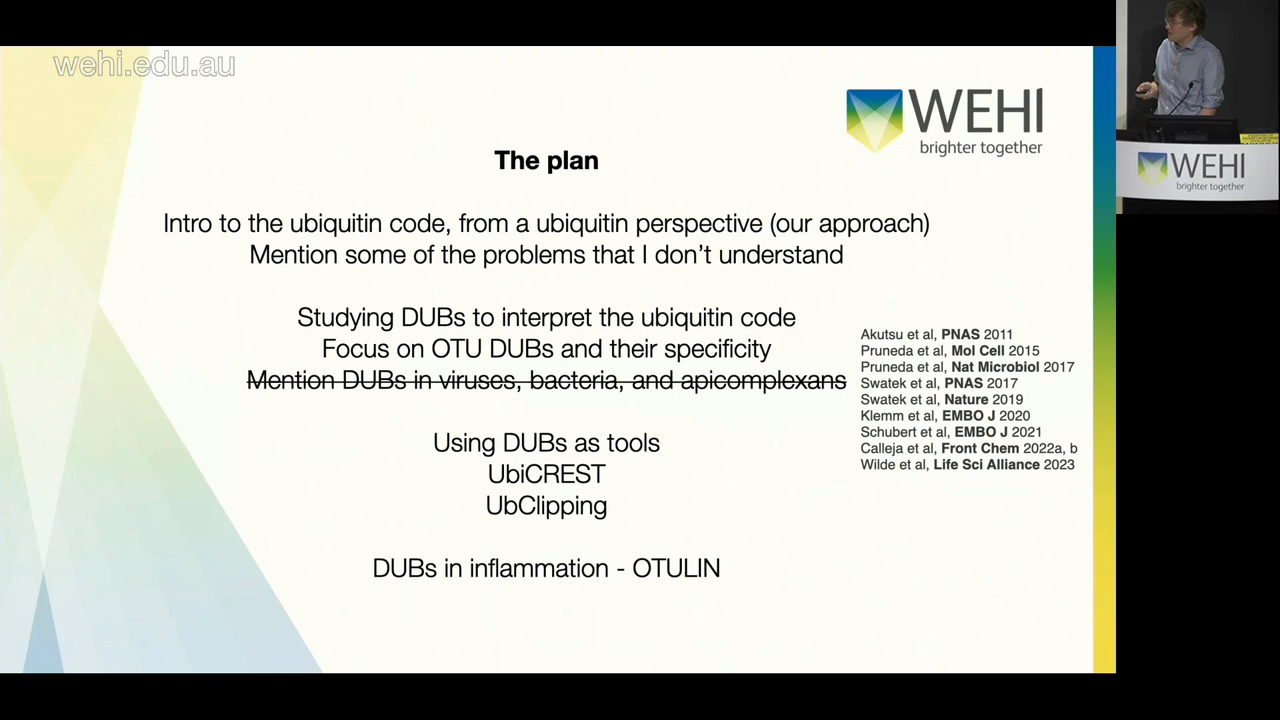 wehi.edu.au
WEHI
brighter together
The plan
Intro to the ubiquitin code, from a ubiquitin perspective (our approach)
Mention some of the problems that I don't understand
Studying DUBs to interpret the ubiquitin code
Focus on OTU DUBs and their specificity
Mention DUBs in viruses, bacteria, and apicomplexans
Akutsu et al, PNAS 2011
Pruneda et al, Mol Cell 2015
Pruneda et al, Nat Microbiol 2017
Swatek et al, PNAS 2017
Swatek et al, Nature 2019
Klemm et al, EMBO J 2020
Schubert et al, EMBO J 2021
Calleja et al, Front Chem 2022a, b
Wilde et al, Life Sci Alliance 2023
Using DUBs as tools
UbiCREST
UbClipping
DUBs in inflammation - OTULIN
WEHI
brighter together